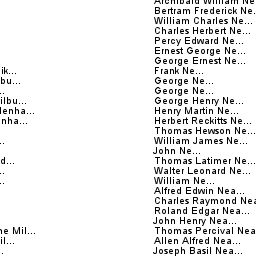 Archibald William Ne
Bertram Frederick Ne.
William Charles Ne...
Charles Herbert Ne...
Percy Edward Ne...
Ernest George Ne...
George Ernest Ne...
ik... Frank Ne...
bu... George Ne...
.. George Ne...
ilbu... George Henry Ne...
denha... Henry Martin Ne...
enha... Herbert Reckitts Ne...
Thomas Hewson Ne...
.. William James Ne...
John Ne...
d... Thomas Latimer Ne...
.. Walter Leonard Ne...
.. William Ne...
Alfred Edwin Nea...
Charles Raymond Nea
Roland Edgar Nea...
John Henry Nea...
ne Mil... Thomas Percival Nea
il... Allen Alfred Nea...
. Joseph Basil Nea...